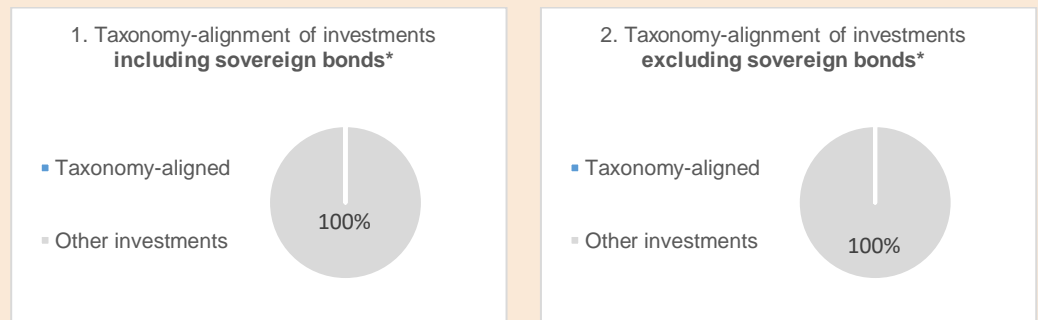 1. Taxonomy-alignment of investments
including sovereign bonds*
Taxonomy-aligned
Other investments
100%
2. Taxonomy-alignment of investments
excluding sovereign bonds*
Taxonomy-aligned
Other investments
100%